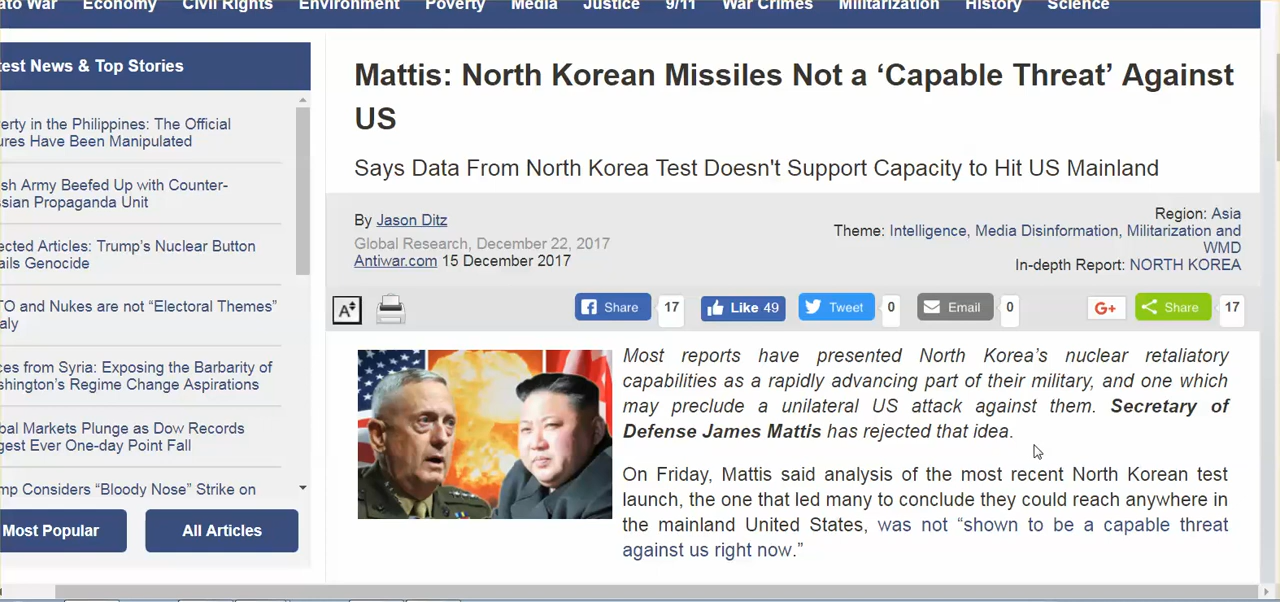 ato War Economy Civil Rights Environment Poverty Media Justice 9/11 War Crimes Militarization History Science
test News & Top Stories
erty in the Philippines: The Official
ures Have Been Manipulated
sh Army Beefed Up with Counter-
ssian Propaganda Unit
ected Articles: Trump's Nuclear Button
ails Genocide
TO and Nukes are not “Electoral Themes”
aly
ces from Syria: Exposing the Barbarity of
shington's Regime Change Aspirations
bal Markets Plunge as Dow Records
gest Ever One-day Point Fall
mp Considers “Bloody Nose” Strike on
Most Popular
All Articles
Mattis: North Korean Missiles Not a ‘Capable Threat’ Against
US
Says Data From North Korea Test Doesn't Support Capacity to Hit US Mainland
By Jason Ditz
Global Research, December 22, 2017
Antiwar.com 15 December 2017
Region: Asia
Theme: Intelligence, Media Disinformation, Militarization and
WMD
In-depth Report: NORTH KOREA
A Share 17 Like 49 Tweet 0 Email 0 G+ Share 17
Most reports have presented North Korea’s nuclear retaliatory
capabilities as a rapidly advancing part of their military, and one which
may preclude a unilateral US attack against them. Secretary of
Defense James Mattis has rejected that idea.
On Friday, Mattis said analysis of the most recent North Korean test
launch, the one that led many to conclude they could reach anywhere in
the mainland United States, was not “shown to be a capable threat
against us right now.”